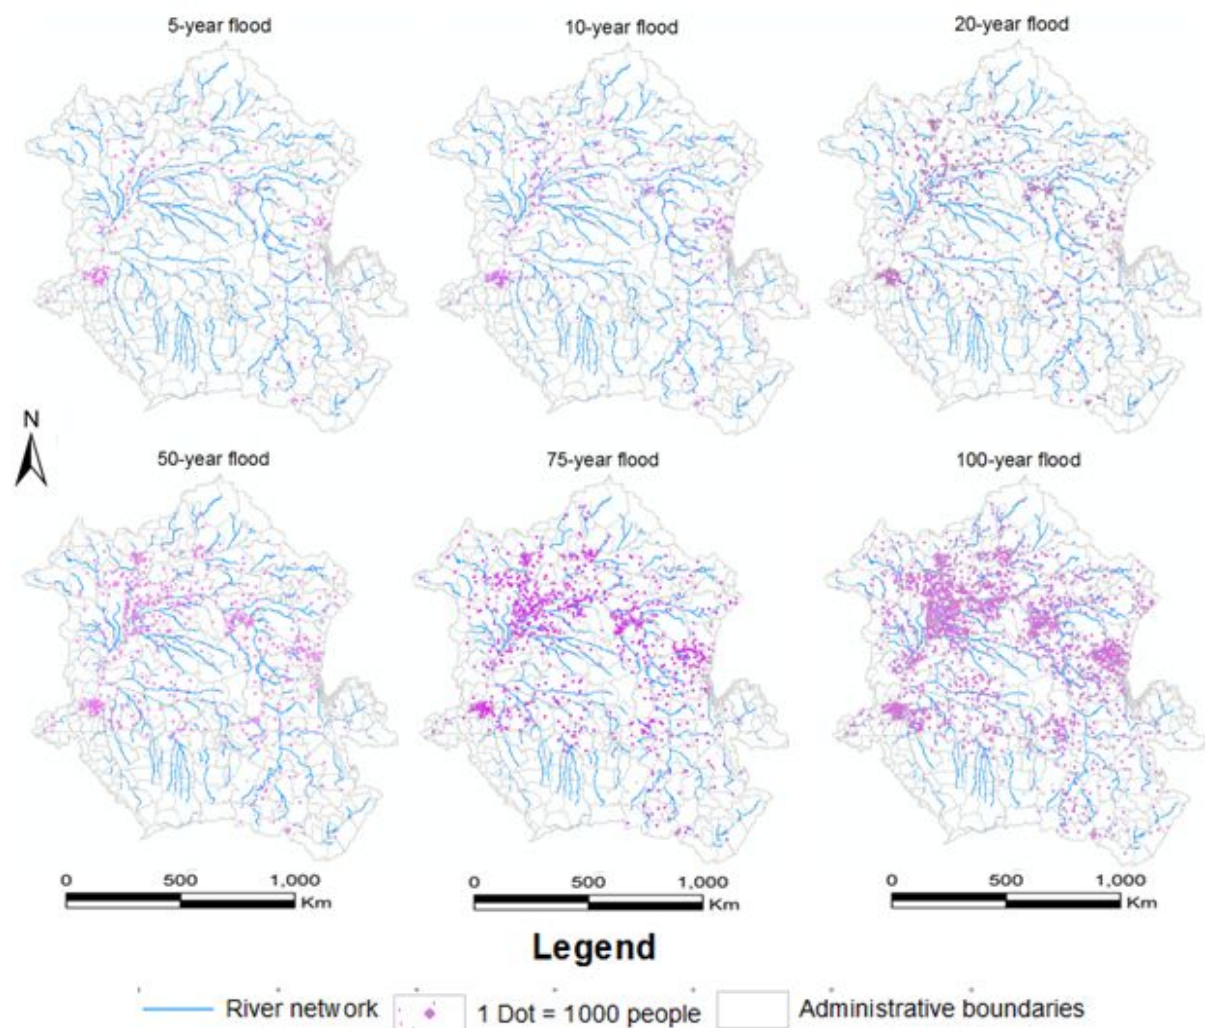 5-year flood
10-year flood
20-year flood
N
50-year flood
75-year flood
100-year flood
0 500 1,000
Km
0 500 1,000
Km
0 500 1,000
Km
Legend
River network
1 Dot = 1000 people
Administrative boundaries